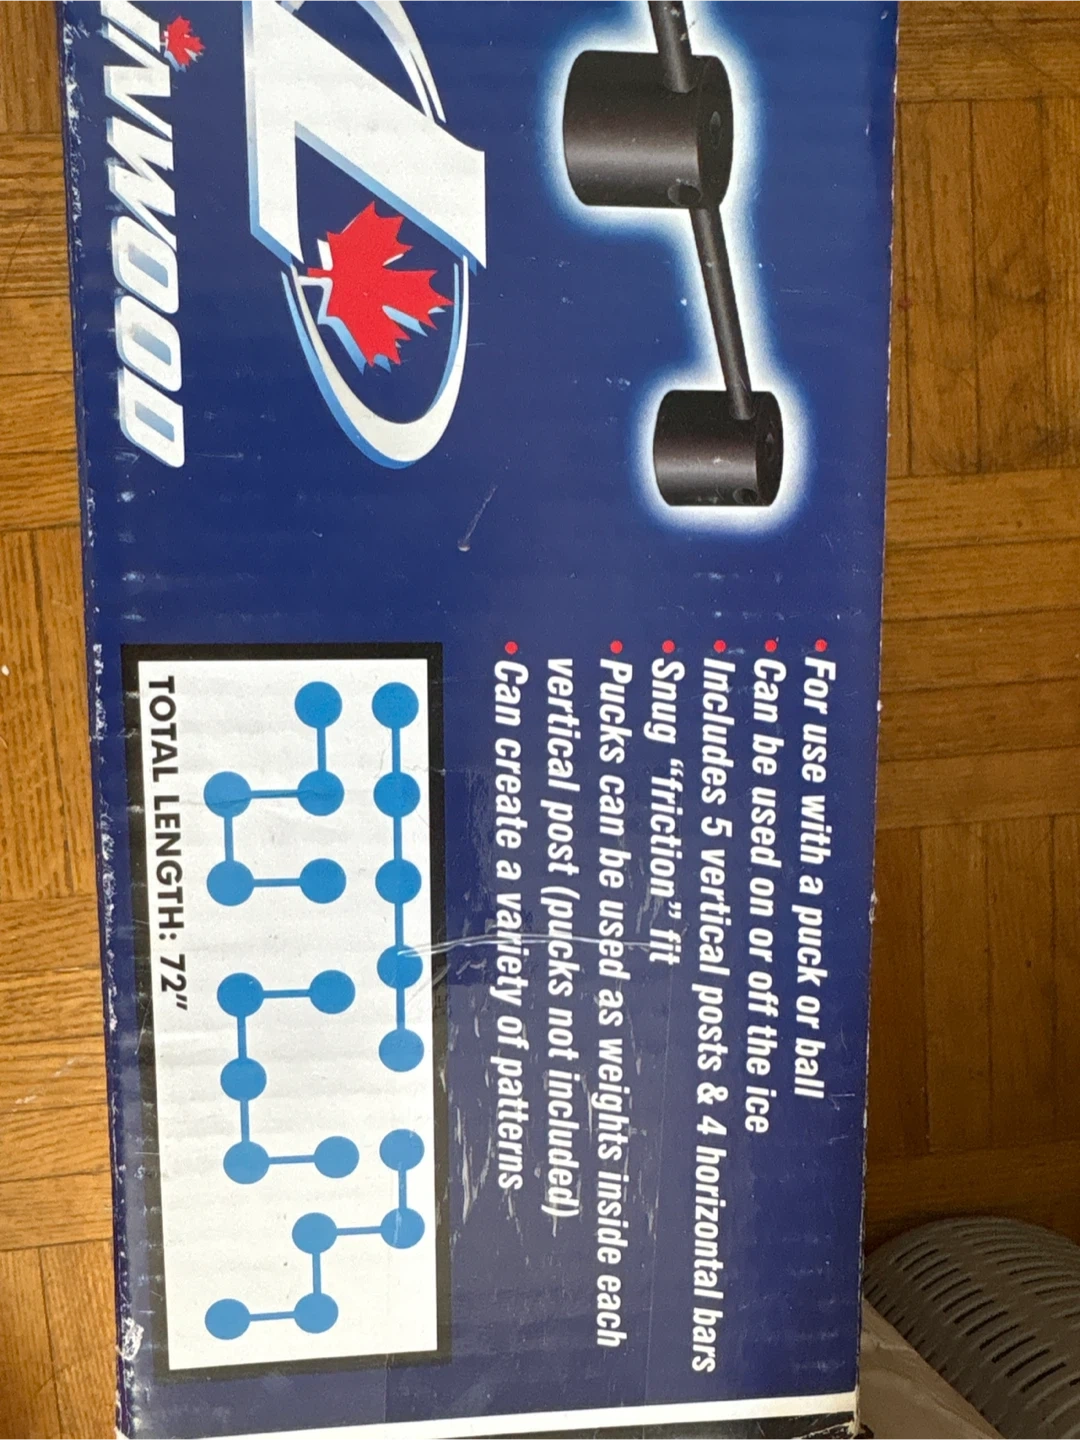 • For use with a puck or ball
• Can be used on or off the ice
• Includes 5 vertical posts & 4 horizontal bars
• Snug “friction” fit
• Pucks can be used as weights inside each
vertical post (pucks not included)
• Can create a variety of patterns
L
iNWOOD
TOTAL LENGTH: 72"